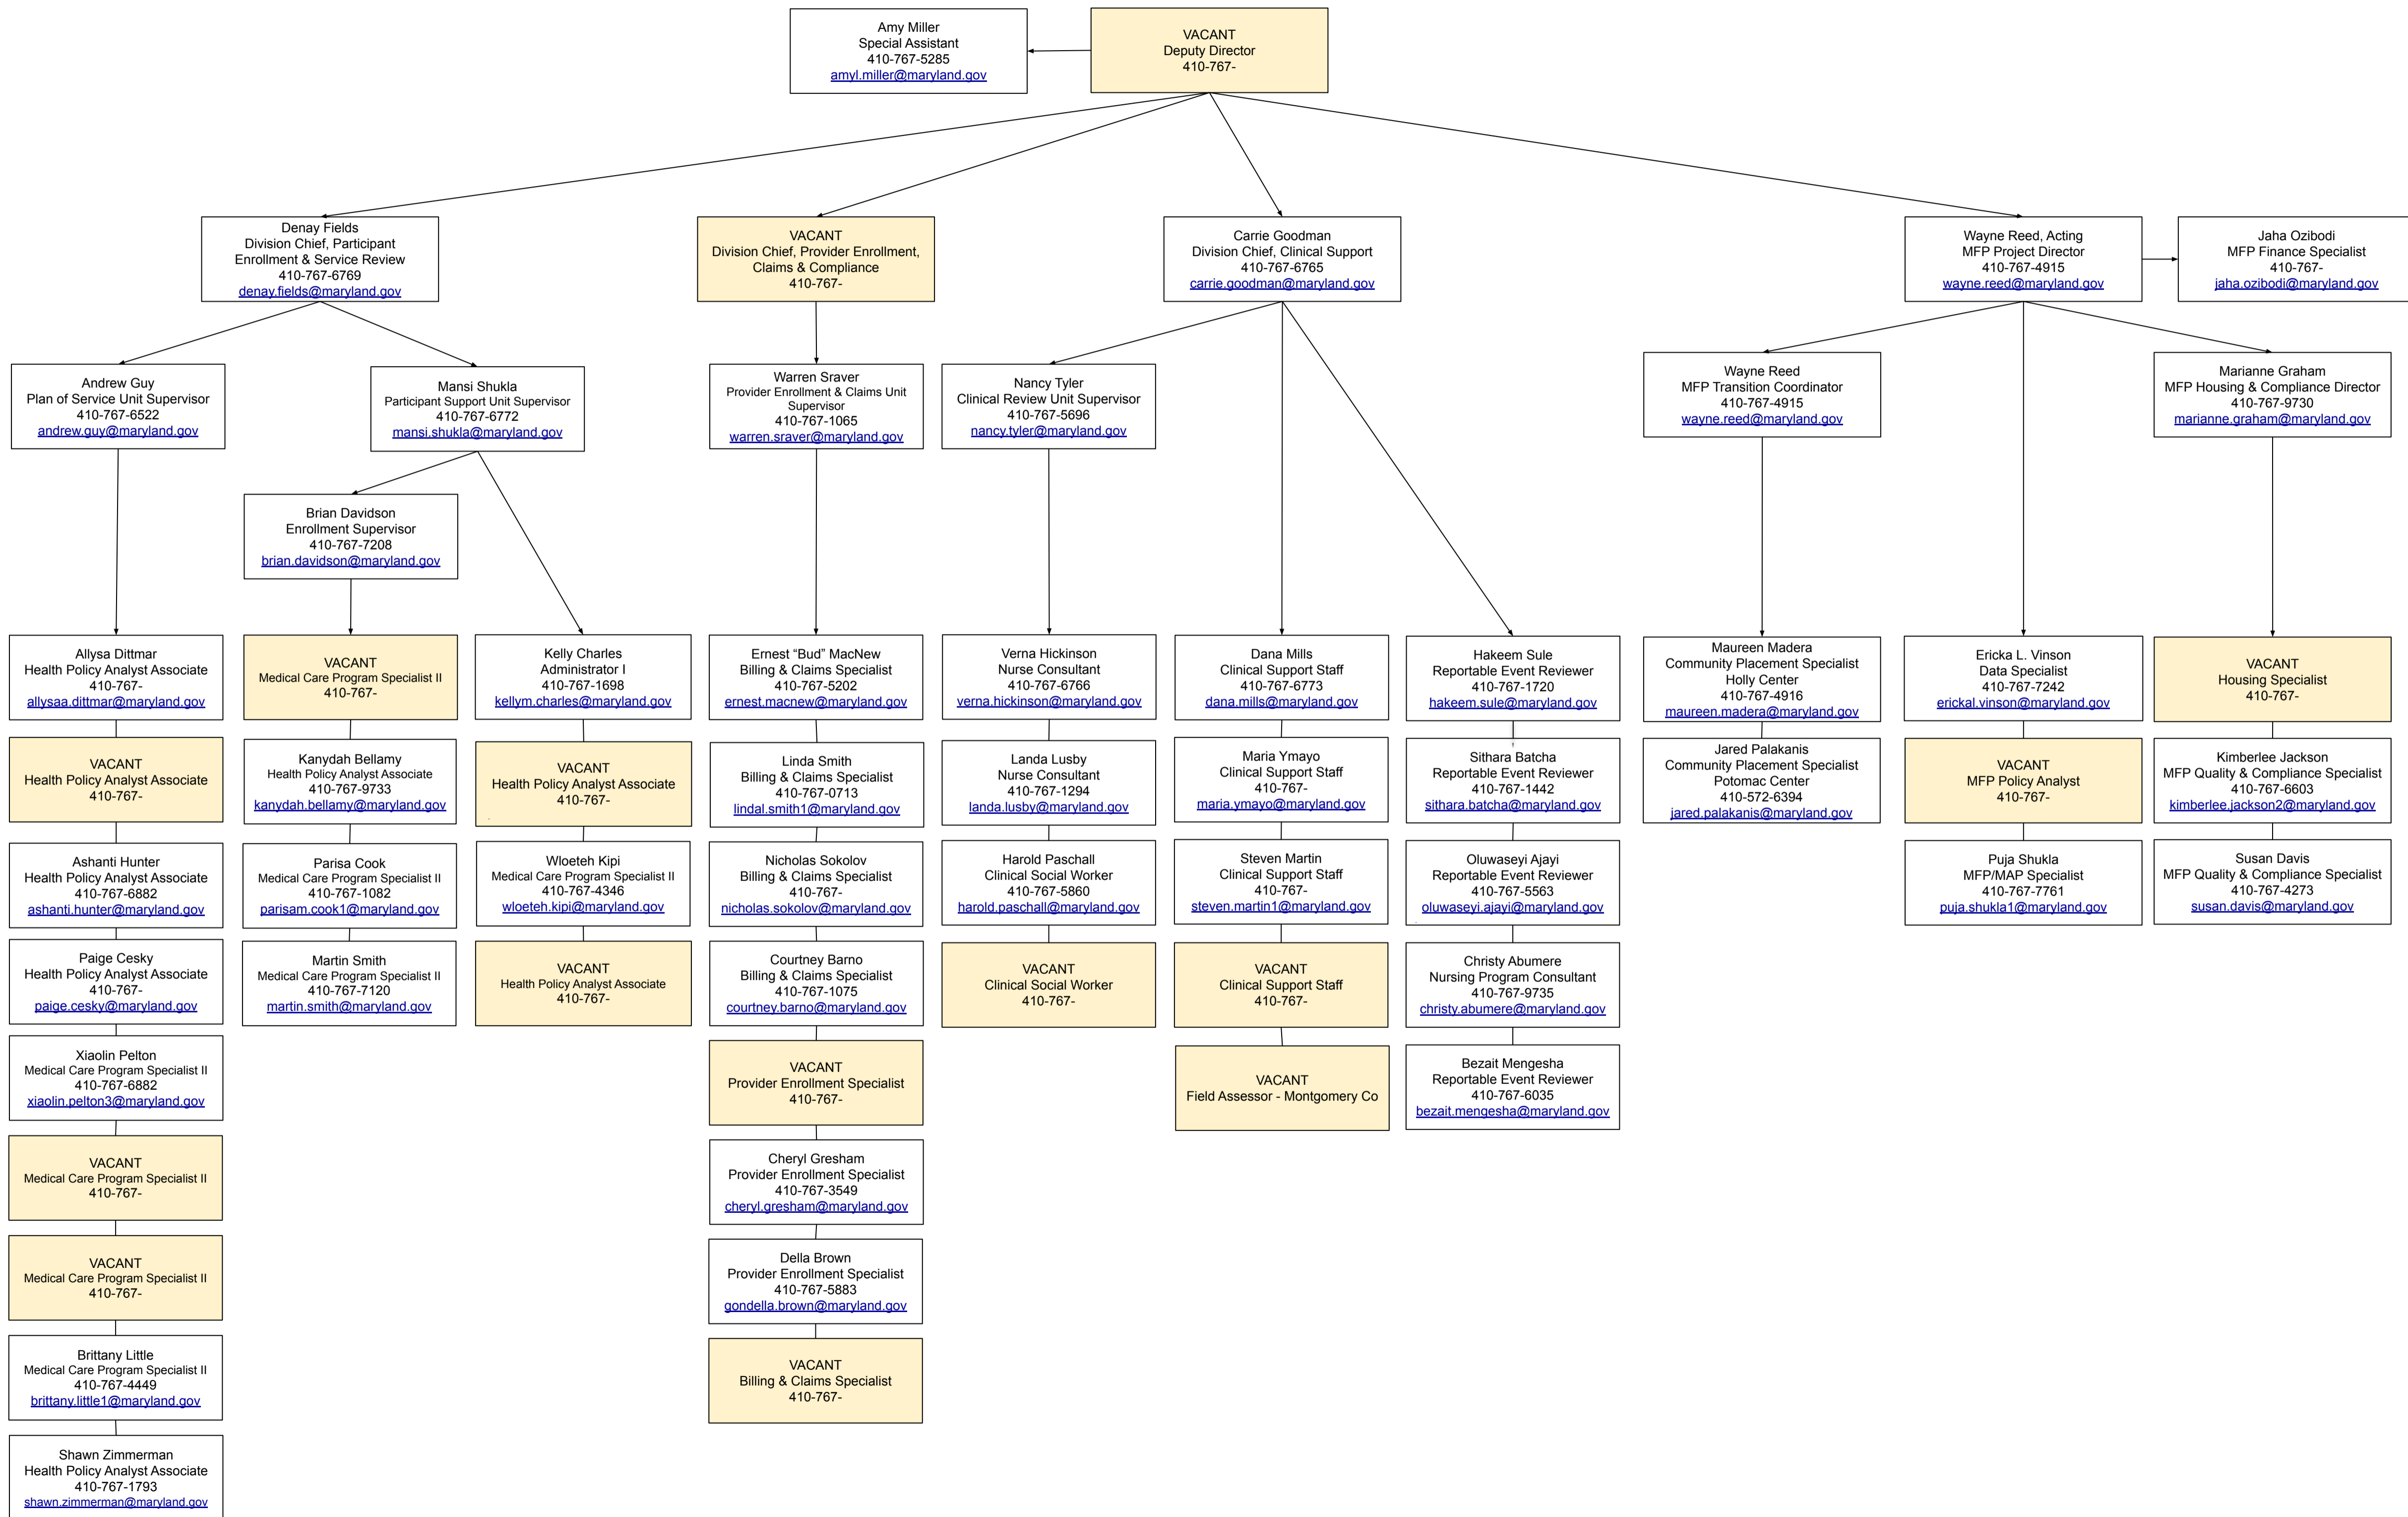 Amy Miller
Special Assistant
410-767-5285
amyl.miller@maryland.gov
VACANT
Deputy Director
410-767-
Denay Fields
Division Chief, Participant
Enrollment & Service Review
410-767-6769
denay.fields@maryland.gov
VACANT
Division Chief, Provider Enrollment,
Claims & Compliance
410-767-
Carrie Goodman
Division Chief, Clinical Support
410-767-6765
carrie.goodman@maryland.gov
Wayne Reed, Acting
MFP Project Director
410-767-4915
wayne.reed@maryland.gov
Jaha Ozibodi
MFP Finance Specialist
410-767-
jaha.ozibodi@maryland.gov
Andrew Guy
Plan of Service Unit Supervisor
410-767-6522
andrew.guy@maryland.gov
Mansi Shukla
Participant Support Unit Supervisor
410-767-6772
mansi.shukla@maryland.gov
Warren Sraver
Provider Enrollment & Claims Unit
Supervisor
410-767-1065
warren.sraver@maryland.gov
Nancy Tyler
Clinical Review Unit Supervisor
410-767-5696
nancy.tyler@maryland.gov
Wayne Reed
MFP Transition Coordinator
410-767-4915
wayne.reed@maryland.gov
Marianne Graham
MFP Housing & Compliance Director
410-767-9730
marianne.graham@maryland.gov
Brian Davidson
Enrollment Supervisor
410-767-7208
brian.davidson@maryland.gov
Allysa Dittmar
Health Policy Analyst Associate
410-767-
allysaa.dittmar@maryland.gov
VACANT
Medical Care Program Specialist II
410-767-
Kelly Charles
Administrator I
410-767-1698
kellym.charles@maryland.gov
Ernest “Bud” MacNew
Billing & Claims Specialist
410-767-5202
ernest.macnew@maryland.gov
Verna Hickinson
Nurse Consultant
410-767-6766
verna.hickinson@maryland.gov
Dana Mills
Clinical Support Staff
410-767-6773
dana.mills@maryland.gov
Hakeem Sule
Reportable Event Reviewer
410-767-1720
hakeem.sule@maryland.gov
Maureen Madera
Community Placement Specialist
Holly Center
410-767-4916
maureen.madera@maryland.gov
Ericka L. Vinson
Data Specialist
410-767-7242
erickal.vinson@maryland.gov
VACANT
Housing Specialist
410-767-
VACANT
Health Policy Analyst Associate
410-767-
Kanydah Bellamy
Health Policy Analyst Associate
410-767-9733
kanydah.bellamy@maryland.gov
VACANT
Health Policy Analyst Associate
410-767-
Linda Smith
Billing & Claims Specialist
410-767-0713
lindal.smith1@maryland.gov
Landa Lusby
Nurse Consultant
410-767-1294
landa.lusby@maryland.gov
Maria Ymayo
Clinical Support Staff
410-767-
maria.ymayo@maryland.gov
Sithara Batcha
Reportable Event Reviewer
410-767-1442
sithara.batcha@maryland.gov
Jared Palakanis
Community Placement Specialist
Potomac Center
410-572-6394
jared.palakanis@maryland.gov
VACANT
MFP Policy Analyst
410-767-
Kimberlee Jackson
MFP Quality & Compliance Specialist
410-767-6603
kimberlee.jackson2@maryland.gov
Ashanti Hunter
Health Policy Analyst Associate
410-767-6882
ashanti.hunter@maryland.gov
Parisa Cook
Medical Care Program Specialist II
410-767-1082
parisam.cook1@maryland.gov
Wloeteh Kipi
Medical Care Program Specialist II
410-767-4346
wloeteh.kipi@maryland.gov
Nicholas Sokolov
Billing & Claims Specialist
410-767-
nicholas.sokolov@maryland.gov
Harold Paschall
Clinical Social Worker
410-767-5860
harold.paschall@maryland.gov
Steven Martin
Clinical Support Staff
410-767-
steven.martin1@maryland.gov
Oluwaseyi Ajayi
Reportable Event Reviewer
410-767-5563
oluwaseyi.ajayi@maryland.gov
Puja Shukla
MFP/MAP Specialist
410-767-7761
puja.shukla1@maryland.gov
Susan Davis
MFP Quality & Compliance Specialist
410-767-4273
susan.davis@maryland.gov
Paige Cesky
Health Policy Analyst Associate
410-767-
paige.cesky@maryland.gov
Martin Smith
Medical Care Program Specialist II
410-767-7120
martin.smith@maryland.gov
VACANT
Health Policy Analyst Associate
410-767-
Courtney Barno
Billing & Claims Specialist
410-767-1075
courtney.barno@maryland.gov
VACANT
Clinical Social Worker
410-767-
VACANT
Clinical Support Staff
410-767-
Christy Abumere
Nursing Program Consultant
410-767-9735
christy.abumere@maryland.gov
Xiaolin Pelton
Medical Care Program Specialist II
410-767-6882
xiaolin.pelton3@maryland.gov
VACANT
Provider Enrollment Specialist
410-767-
VACANT
Field Assessor - Montgomery Co
Bezait Mengesha
Reportable Event Reviewer
410-767-6035
bezait.mengesha@maryland.gov
VACANT
Medical Care Program Specialist II
410-767-
Cheryl Gresham
Provider Enrollment Specialist
410-767-3549
cheryl.gresham@maryland.gov
VACANT
Medical Care Program Specialist II
410-767-
Della Brown
Provider Enrollment Specialist
410-767-5883
gondella.brown@maryland.gov
Brittany Little
Medical Care Program Specialist II
410-767-4449
brittany.little1@maryland.gov
VACANT
Billing & Claims Specialist
410-767-
Shawn Zimmerman
Health Policy Analyst Associate
410-767-1793
shawn.zimmerman@maryland.gov